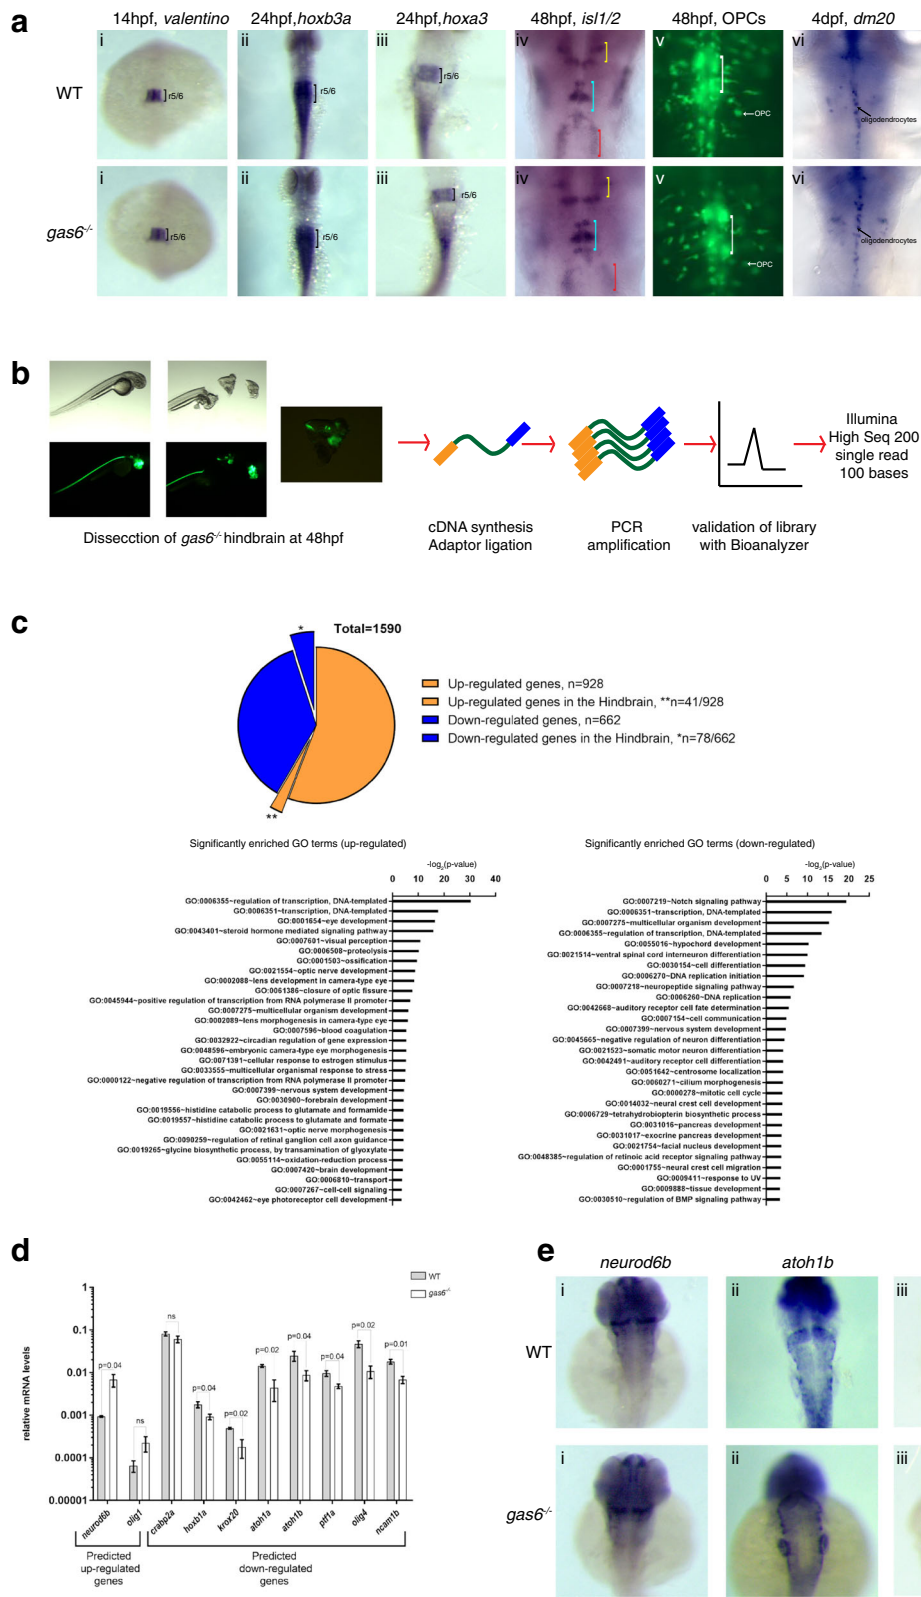 a
14hpf, valentino
24hpf,hoxb3a
24hpf,hoxa3
48hpf, isl1/2
48hpf, OPCs
4dpf, dm20
WT
i
r5/6
ii
r5/6
iii
r5/6
iv
v
OPC
vi
oligodendrocytes
gas6-/-
i
r5/6
ii
r5/6
iii
r5/6
iv
v
OPC
vi
oligodendrocytes
b
Dissecction of gas6-/- hindbrain at 48hpf
cDNA synthesis
Adaptor ligation
PCR
amplification
validation of library
with Bioanalyzer
Illumina
High Seq 200
single read
100 bases
c
Total=1590
*
**
Up-regulated genes, n=928
Up-regulated genes in the Hindbrain, **n=41/928
Down-regulated genes, n=662
Down-regulated genes in the Hindbrain, *n=78/662
Significantly enriched GO terms (up-regulated)
-log2(p-value)
0 10 20 30 40
GO:0006355~regulation of transcription, DNA-templated
GO:0006351~transcription, DNA-templated
GO:0001654~eye development
GO:0043401~steroid hormone mediated signaling pathway
GO:0007601~visual perception
GO:0006508~proteolysis
GO:0001503~ossification
GO:0021554~optic nerve development
GO:0002088~lens development in camera-type eye
GO:0061386~closure of optic fissure
GO:0045944~positive regulation of transcription from RNA polymerase II promoter
GO:0007275~multicellular organism development
GO:0002089~lens morphogenesis in camera-type eye
GO:0007596~blood coagulation
GO:0032922~circadian regulation of gene expression
GO:0048596~embryonic camera-type eye morphogenesis
GO:0071391~cellular response to estrogen stimulus
GO:0033555~multicellular organismal response to stress
GO:0000122~negative regulation of transcription from RNA polymerase II promoter
GO:0007399~nervous system development
GO:0030900~forebrain development
GO:0019556~histidine catabolic process to glutamate and formamide
GO:0019557~histidine catabolic process to glutamate and formate
GO:0021631~optic nerve morphogenesis
GO:0090259~regulation of retinal ganglion cell axon guidance
GO:0019265~glycine biosynthetic process, by transamination of glyoxylate
GO:0055114~oxidation-reduction process
GO:0007420~brain development
GO:0006810~transport
GO:0007267~cell-cell signaling
GO:0042462~eye photoreceptor cell development
Significantly enriched GO terms (down-regulated)
-log2(p-value)
0 5 10 15 20 25
GO:0007219~Notch signaling pathway
GO:0006351~transcription, DNA-templated
GO:0007275~multicellular organism development
GO:0006355~regulation of transcription, DNA-templated
GO:0055016~hypochord development
GO:0021514~ventral spinal cord interneuron differentiation
GO:0030154~cell differentiation
GO:0006270~DNA replication initiation
GO:0007218~neuropeptide signaling pathway
GO:0006260~DNA replication
GO:0042668~auditory receptor cell fate determination
GO:0007154~cell communication
GO:0007399~nervous system development
GO:0045665~negative regulation of neuron differentiation
GO:0021523~somatic motor neuron differentiation
GO:0042491~auditory receptor cell differentiation
GO:0051642~centrosome localization
GO:0060271~cilium morphogenesis
GO:0000278~mitotic cell cycle
GO:0014032~neural crest cell development
GO:0006729~tetrahydrobiopterin biosynthetic process
GO:0031016~pancreas development
GO:0031017~exocrine pancreas development
GO:0021754~facial nucleus development
GO:0048385~regulation of retinoic acid receptor signaling pathway
GO:0001755~neural crest cell migration
GO:0009411~response to UV
GO:0009888~tissue development
GO:0030510~regulation of BMP signaling pathway
d
WT
gas6-/-
relative mRNA levels
1
0.1
0.01
0.001
0.0001
0.00001
p=0.04
ns
ns
p=0.04
p=0.02
p=0.02
p=0.04
p=0.04
p=0.02
p=0.01
neurod6b
olig1
crabp2a
hoxb1a
krox20
atoh1a
atoh1b
ptf1a
olig4
ncam1b
Predicted
up-regulated
genes
Predicted
down-regulated
genes
e
neurod6b
atoh1b
WT
i
ii
iii
gas6-/-
i
ii
iii